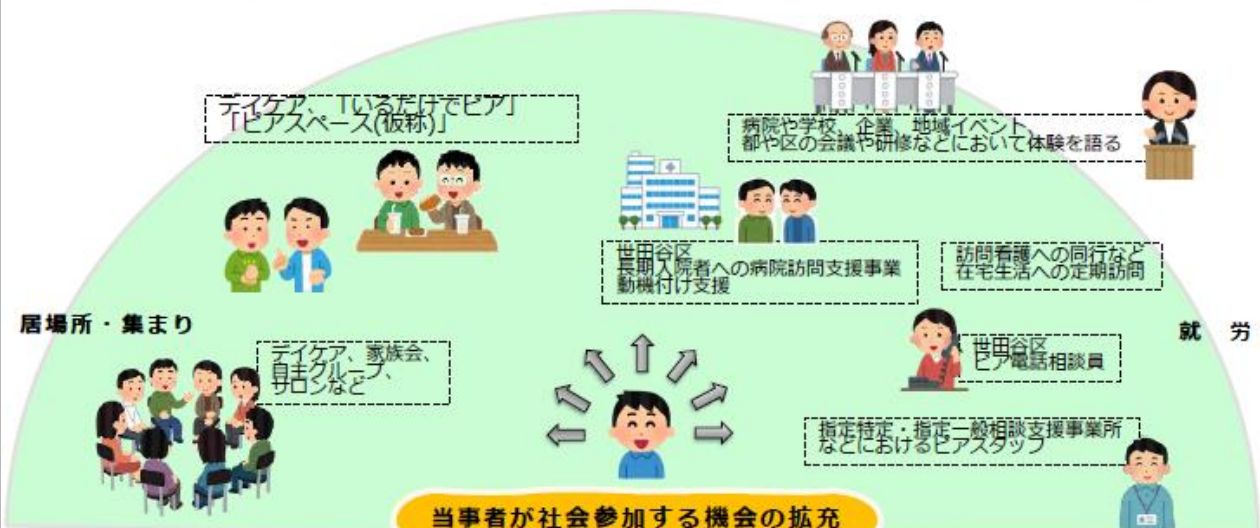 デイケア、「いるだけでピア」
「ピアスペース(仮称)」
病院や学校、企業、地域イベント、
都や区の会議や研修などにおいて体験を語る
世田谷区
長期入院者への病院訪問支援事業
動機付け支援
訪問看護への同行など
在宅生活への定期訪問
居場所・集まり
就 労
デイケア、家族会、
自主グループ、
サロンなど
世田谷区
ピア電話相談員
指定特定・指定一般相談支援事業所
などにおけるピアスタッフ
当事者が社会参加する機会の拡充